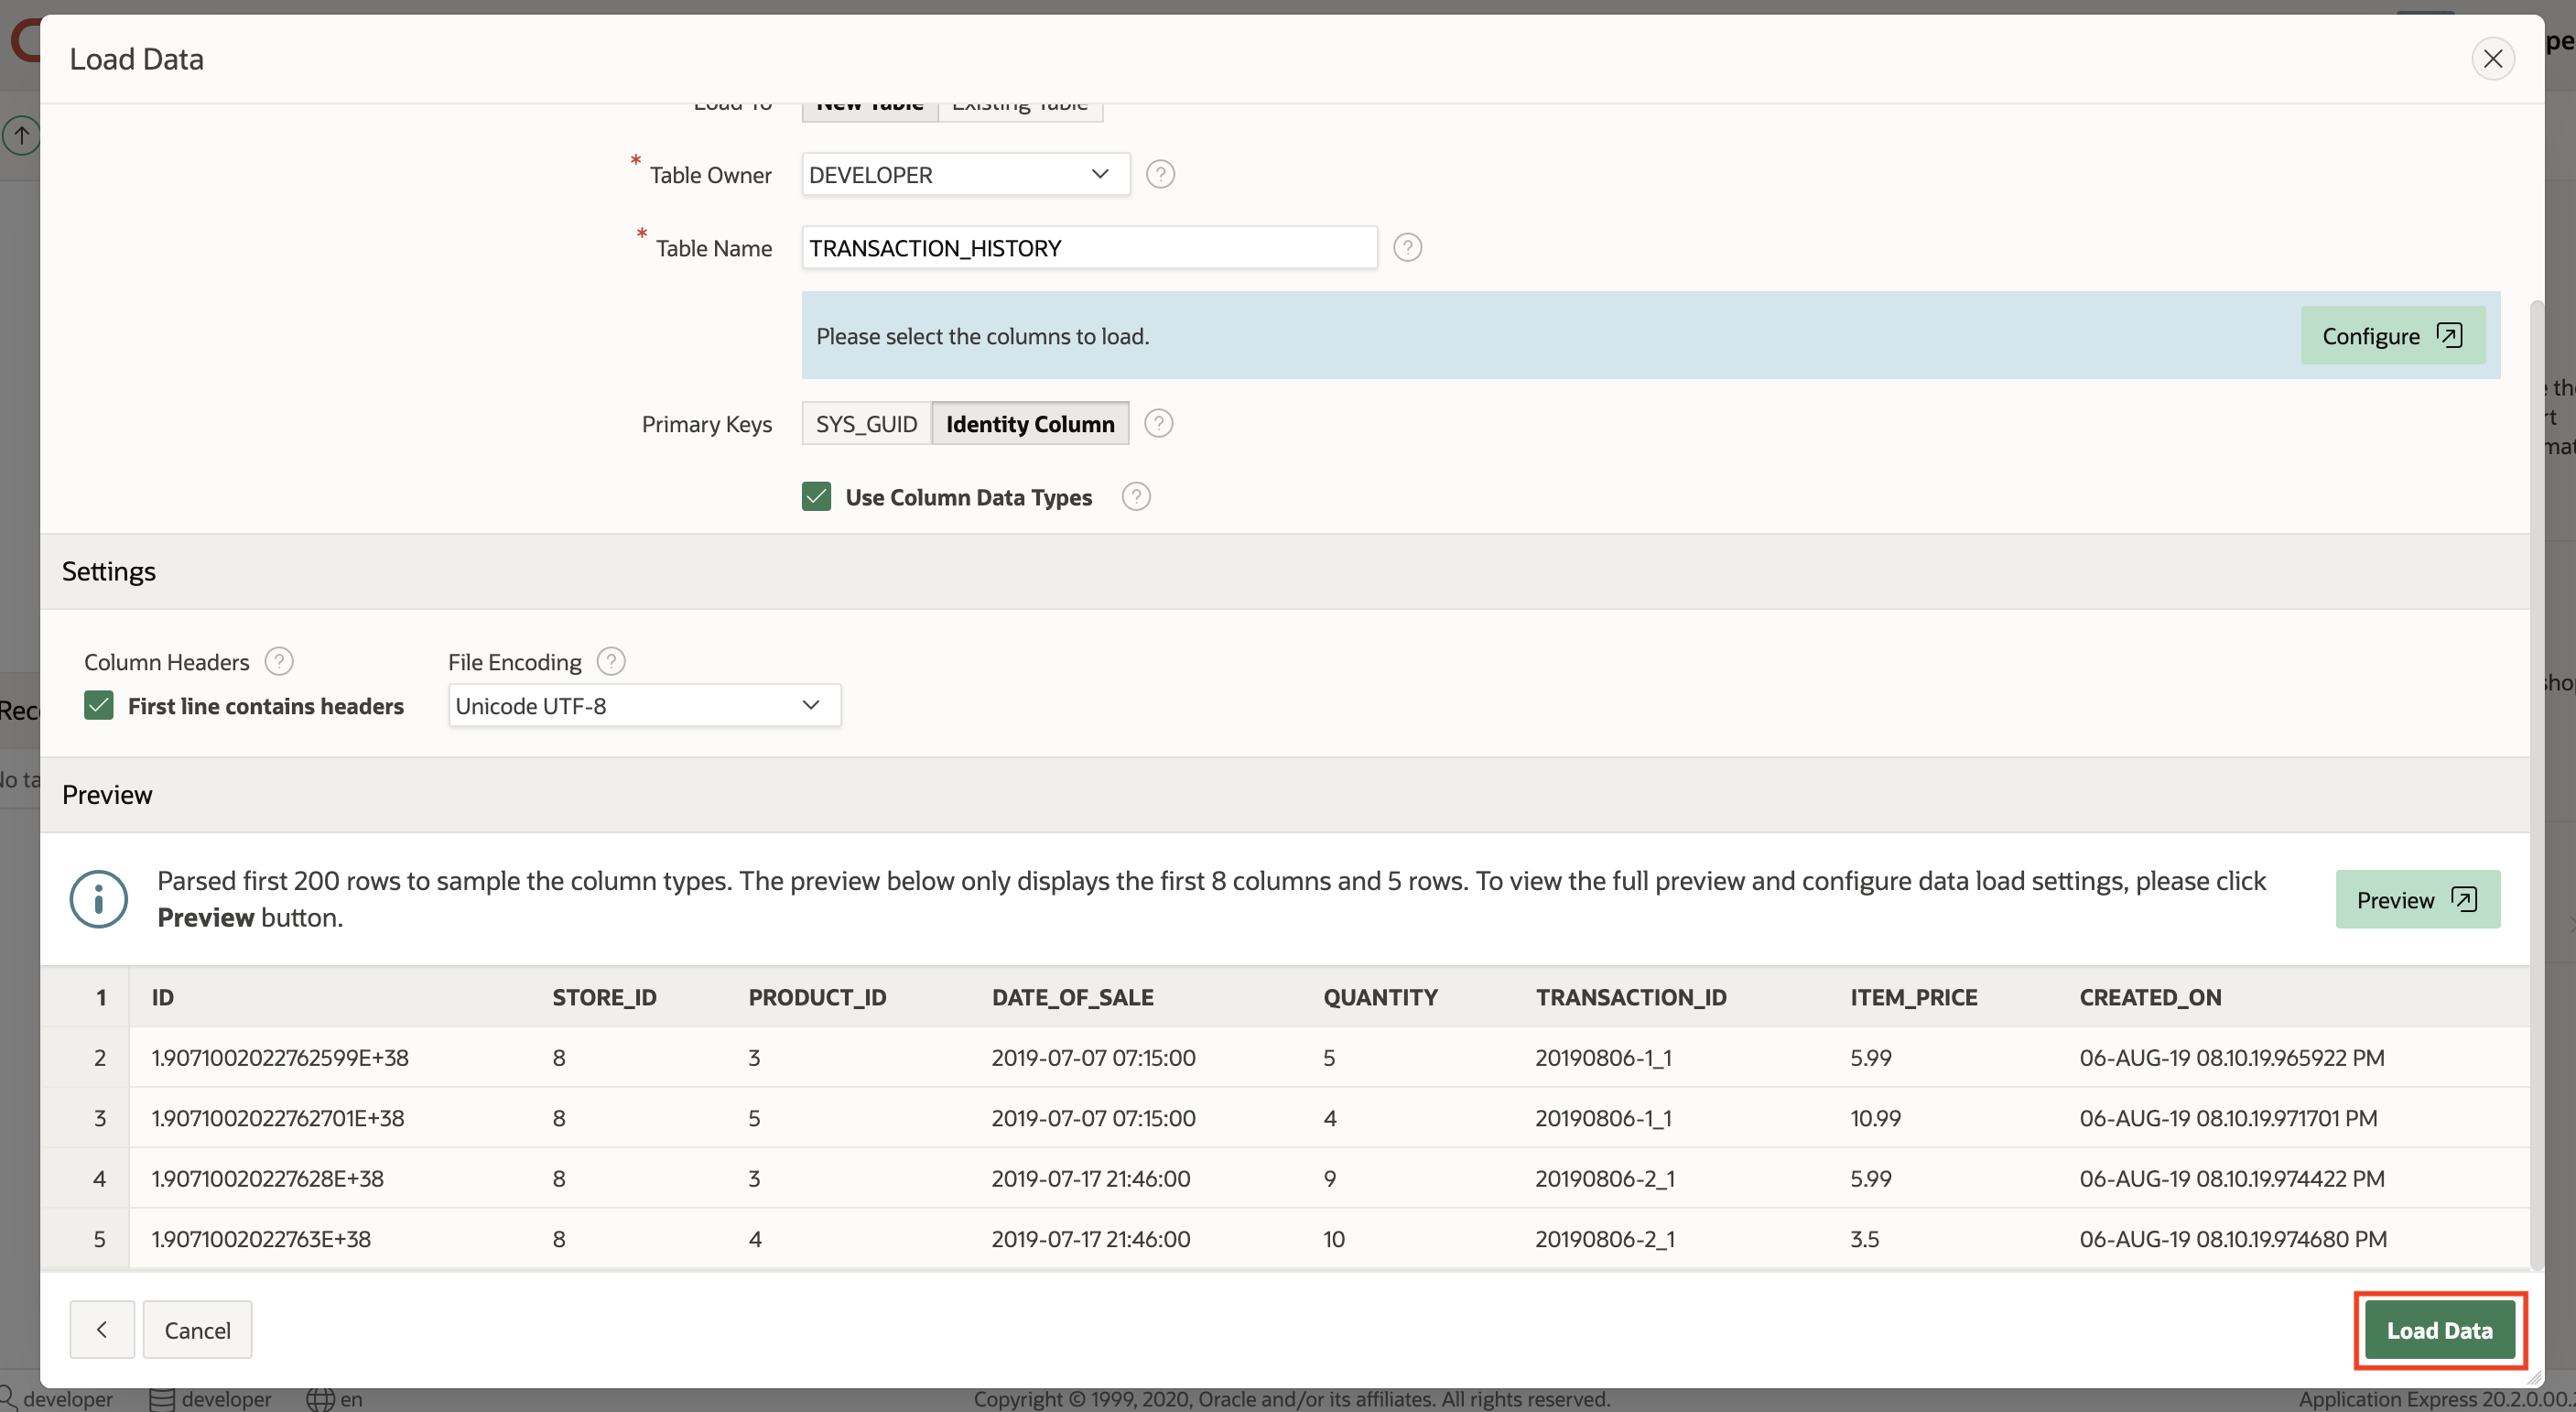 Load Data
Load To New Table Existing Table
* Table Owner DEVELOPER ?
* Table Name TRANSACTION_HISTORY ?
Please select the columns to load. Configure
Primary Keys SYS_GUID Identity Column ?
Use Column Data Types ?
Settings
Column Headers ? File Encoding ?
First line contains headers Unicode UTF-8
Preview
Parsed first 200 rows to sample the column types. The preview below only displays the first 8 columns and 5 rows. To view the full preview and configure data load settings, please click
Preview button.
Preview
1 ID STORE_ID PRODUCT_ID DATE_OF_SALE QUANTITY TRANSACTION_ID ITEM_PRICE CREATED_ON
2 1.9071002022762599E+38 8 3 2019-07-07 07:15:00 5 20190806-1_1 5.99 06-AUG-19 08.10.19.965922 PM
3 1.9071002022762701E+38 8 5 2019-07-07 07:15:00 4 20190806-1_1 10.99 06-AUG-19 08.10.19.971701 PM
4 1.90710020227628E+38 8 3 2019-07-17 21:46:00 9 20190806-2_1 5.99 06-AUG-19 08.10.19.974422 PM
5 1.9071002022763E+38 8 4 2019-07-17 21:46:00 10 20190806-2_1 3.5 06-AUG-19 08.10.19.974680 PM
Cancel Load Data
developer developer en Copyright © 1999, 2020, Oracle and/or its affiliates. All rights reserved. Application Express 20.2.0.00.